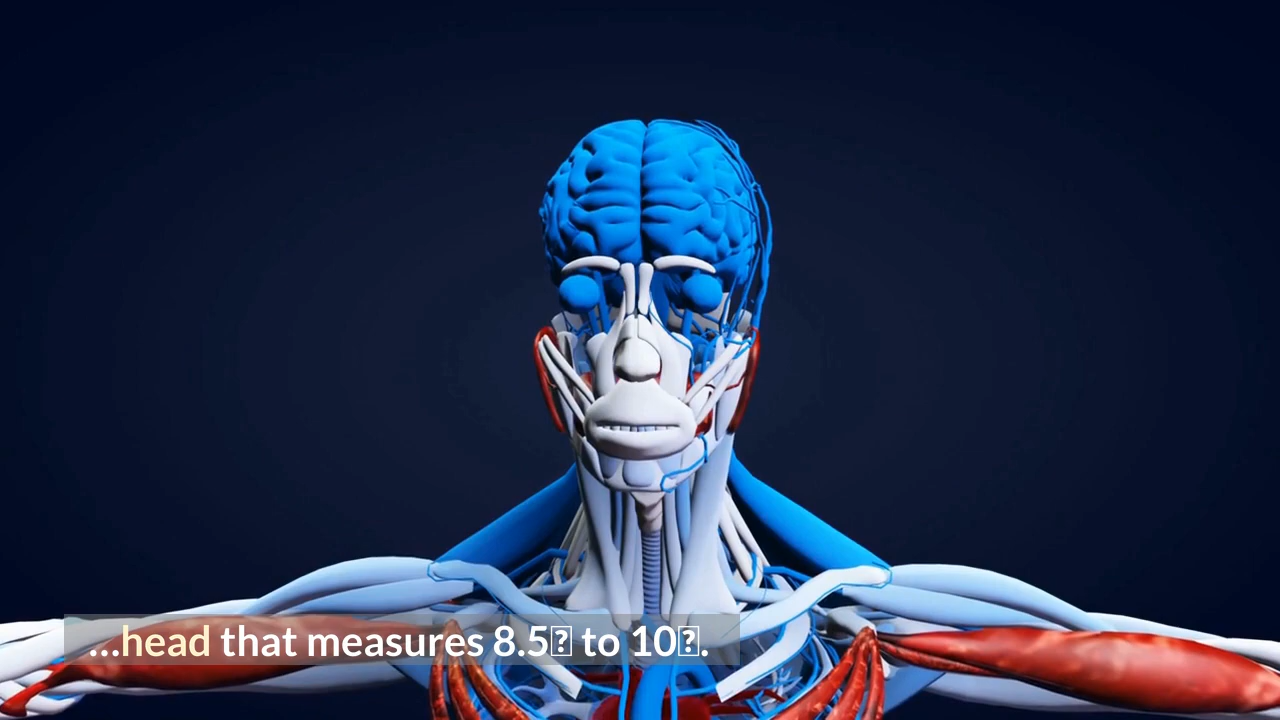 ...head that measures 8.5⍰ to 10⍰.